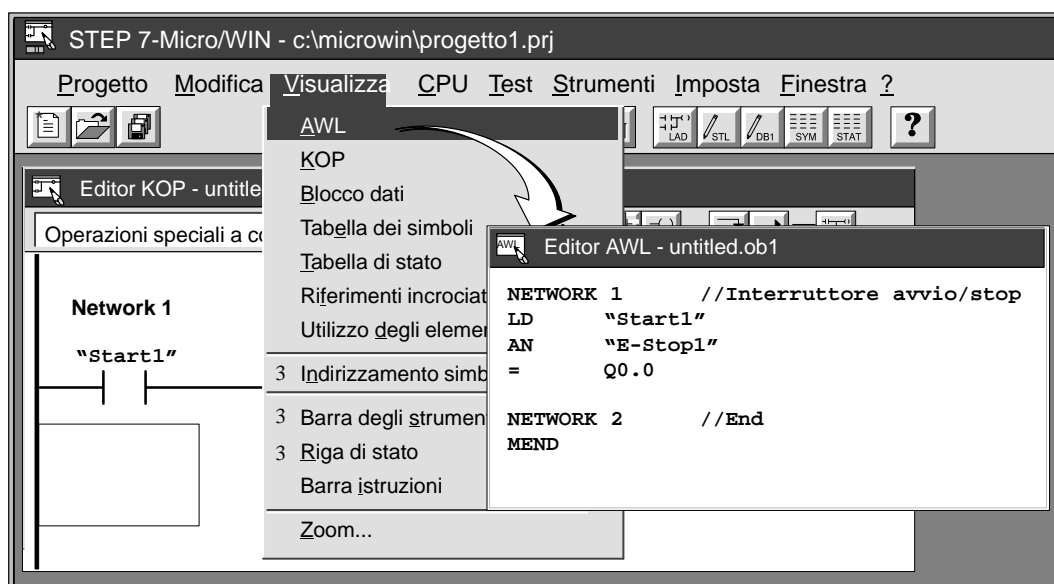 STEP 7-Micro/WIN - c:\microwin\progetto1.prj
Progetto Modifica Visualizza CPU Test Strumenti Imposta Finestra ?
LAD STL DB1 SYM STAT ?
AWL
KOP
Blocco dati
Tabella dei simboli
Tabella di stato
Riferimenti incrociat
Utilizzo degli elemen
3 Indirizzamento simb
3 Barra degli strumen
3 Riga di stato
Barra istruzioni
Zoom...
Editor KOP - untitle
Operazioni speciali a co
Network 1
“Start1”
AWL Editor AWL - untitled.ob1
NETWORK 1 //Interruttore avvio/stop
LD “Start1”
AN “E-Stop1”
= Q0.0
NETWORK 2 //End
MEND